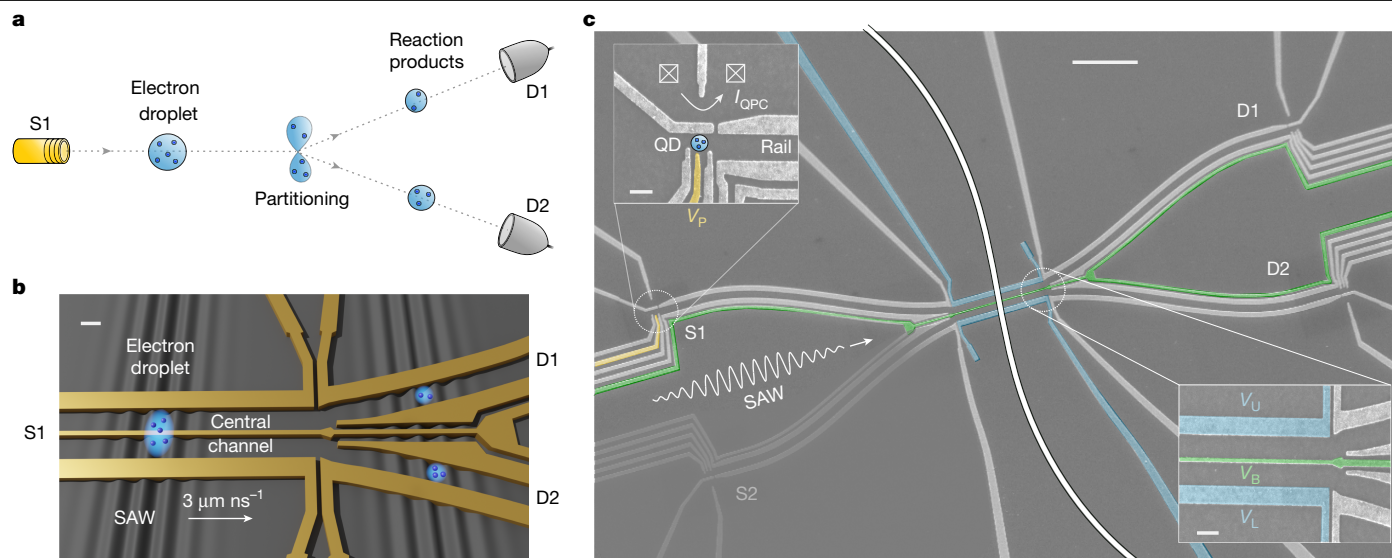 a
S1
Electron
droplet
Partitioning
Reaction
products
D1
D2
b
Electron
droplet
S1
Central
channel
SAW
3 μm ns⁻¹
D1
D2
c
I_QPC
QD
Rail
V_P
S1
SAW
S2
D1
D2
V_U
V_B
V_L